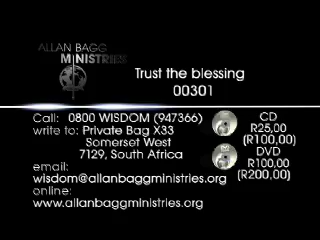 ALLAN BAGG
MINISTRIES
Trust the blessing
00301
Call: 0800 WISDOM (947366)
write to: Private Bag X33
Somerset West
7129, South Africa
email:
wisdom@allanbaggministries.org
online:
www.allanbaggministries.org
CD
R25,00
(R100,00)
DVD
R100,00
(R200,00)